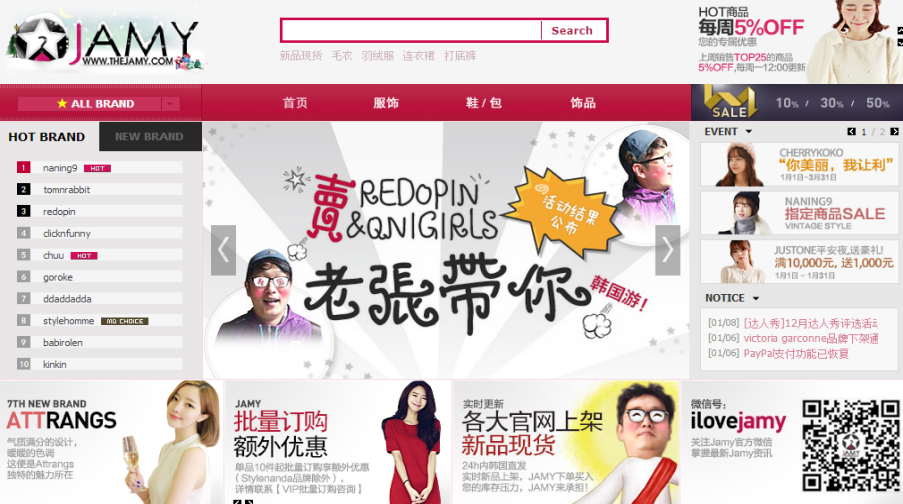 JAMY
WWW.THEJAMY.COM
Search
新品现货 毛衣 羽绒服 连衣裙 打底裤
HOT商品
每周5%OFF
您的专属优惠
上周销售TOP25的商品
5%OFF,每周一12:00更新
★ ALL BRAND
首页 服饰 鞋 / 包 饰品
SALE
10% / 30% / 50%
HOT BRAND
NEW BRAND
1 naning9 HOT
2 tomnrabbit
3 redopin
4 clicknfunny
5 chuu HOT
6 goroke
7 ddaddadda
8 stylehomme MD CHOICE
9 babirolen
10 kinkin
賣 REDOPIN'
&QNIGIRLS
活动结果
公布
老張帶你
韩国游!
EVENT
1 / 2
CHERRYKOKO
“你美丽，我让利”
1月1日-3月31日
NANING9
指定商品SALE
VINTAGE STYLE
JUSTONE平安夜,送豪礼!
满10,000元, 送1,000元
1月1日-1月31日
NOTICE
[01/08] [达人秀]12月达人秀评选活动
[01/06] victoria garconne品牌下架通
[01/06] PayPal支付功能已恢复
7TH NEW BRAND
ATTRANGS
气质满分的设计，
暖暖的色调
这便是Attrangs
独特的魅力所在
JAMY
批量订购
额外优惠
单品10件起批量订购享额外优惠
（Stylenanda品牌除外），
详情联系【VIP批量订购咨询】
实时更新
各大官网上架
新品现货
24h内韩国直发
实时新品上架，JAMY下单买入
您的库存压力，JAMY来承担！
微信号:
ilovejamy
关注Jamy官方微信
掌握最新Jamy资讯